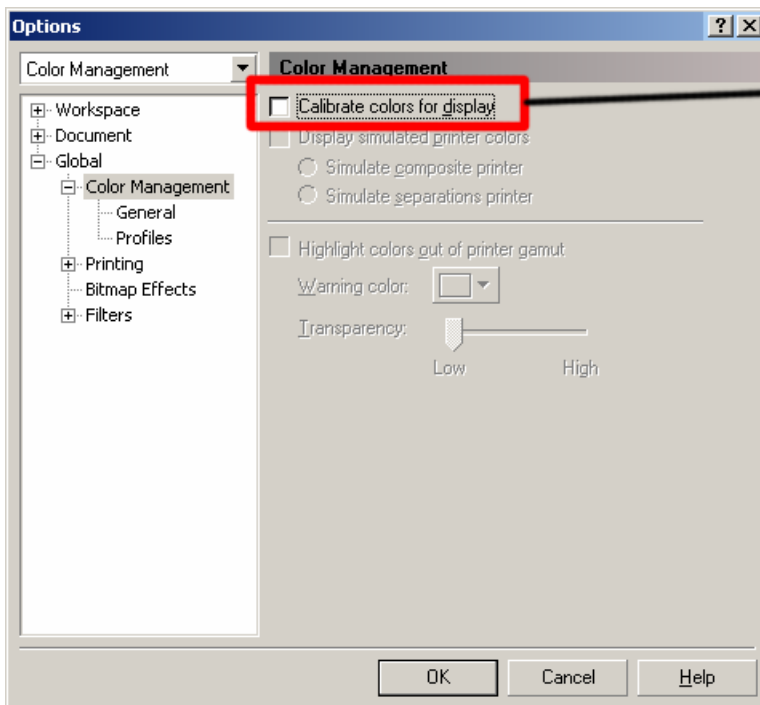 Options
Color Management
Workspace
Document
Global
Color Management
General
Profiles
Printing
Bitmap Effects
Filters
Color Management
Calibrate colors for display
Display simulated printer colors
Simulate composite printer
Simulate separations printer
Highlight colors out of printer gamut
Warning color:
Transparency:
Low High
OK Cancel Help